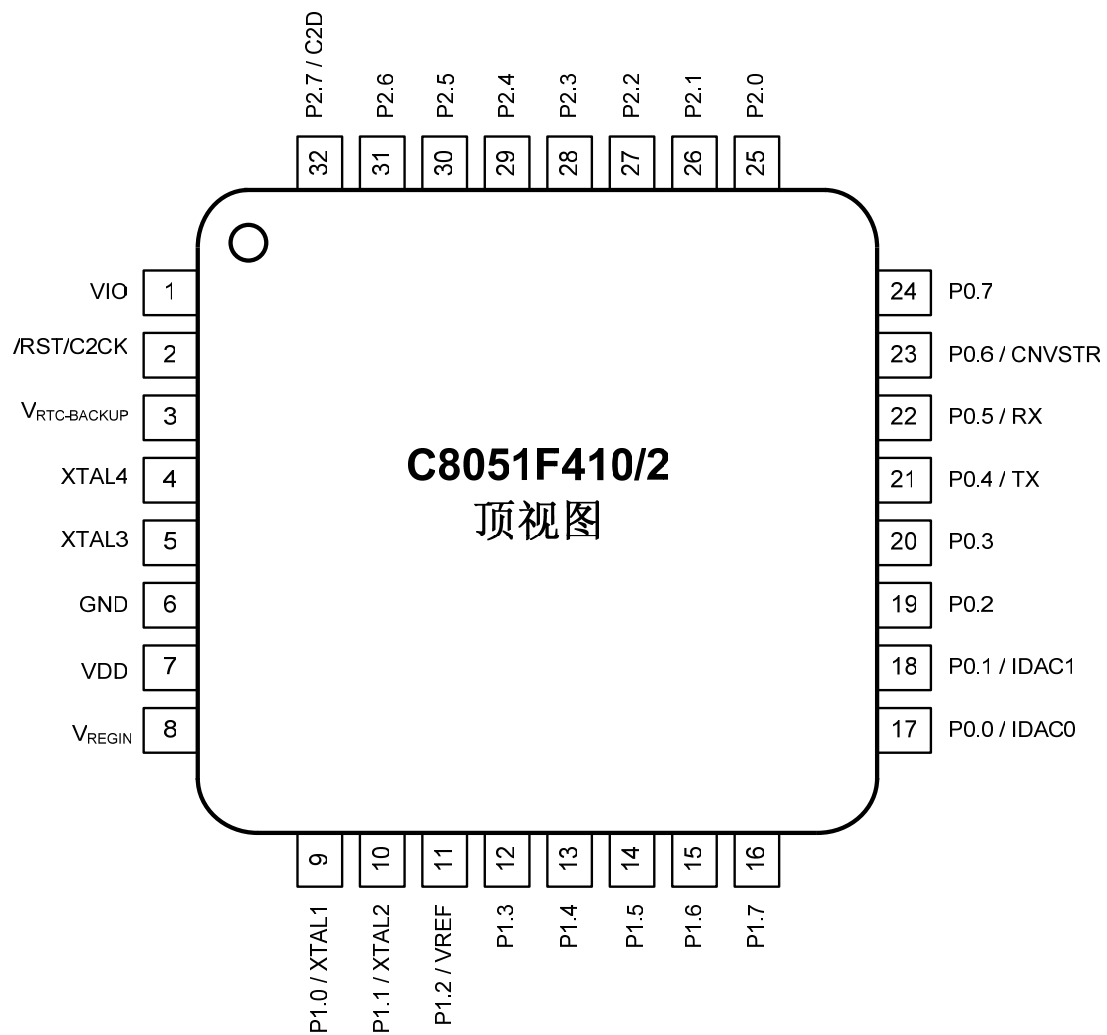 P2.7 / C2D
P2.6
P2.5
P2.4
P2.3
P2.2
P2.1
P2.0
32
31
30
29
28
27
26
25
VIO 1
/RST/C2CK 2
VRTC-BACKUP 3
XTAL4 4
XTAL3 5
GND 6
VDD 7
VREGIN 8
C8051F410/2
顶视图
24 P0.7
23 P0.6 / CNVSTR
22 P0.5 / RX
21 P0.4 / TX
20 P0.3
19 P0.2
18 P0.1 / IDAC1
17 P0.0 / IDAC0
9
10
11
12
13
14
15
16
P1.0 / XTAL1
P1.1 / XTAL2
P1.2 / VREF
P1.3
P1.4
P1.5
P1.6
P1.7